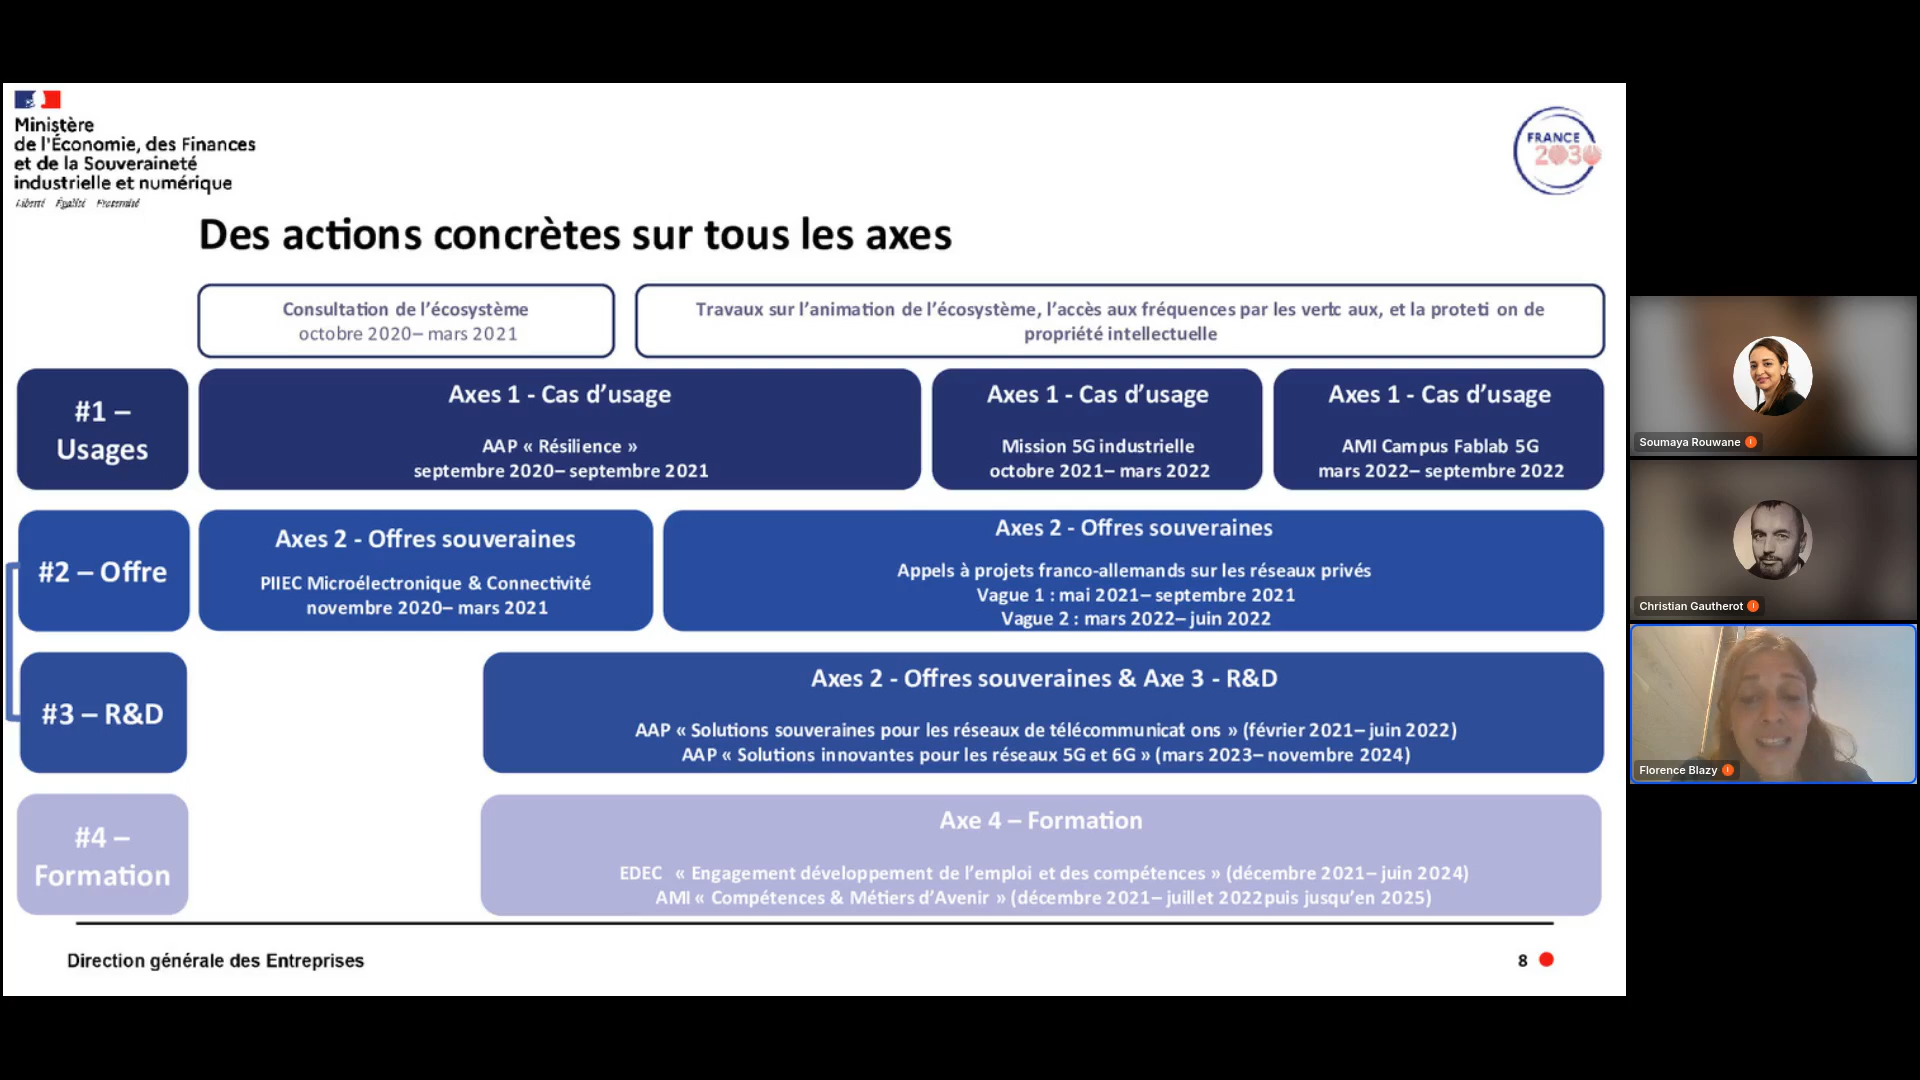 Ministère
de l'Économie, des Finances
et de la Souveraineté
industrielle et numérique
Liberté Égalité Fraternité
FRANCE
2030
Des actions concrètes sur tous les axes
Consultation de l’écosystème
octobre 2020– mars 2021
Travaux sur l’animation de l’écosystème, l’accès aux fréquences par les vertc aux, et la proteti on de
propriété intellectuelle
#1 –
Usages
Axes 1 - Cas d’usage
AAP « Résilience »
septembre 2020– septembre 2021
Axes 1 - Cas d’usage
Mission 5G industrielle
octobre 2021– mars 2022
Axes 1 - Cas d’usage
AMI Campus Fablab 5G
mars 2022– septembre 2022
#2 – Offre
Axes 2 - Offres souveraines
PIIEC Microélectronique & Connectivité
novembre 2020– mars 2021
Axes 2 - Offres souveraines
Appels à projets franco-allemands sur les réseaux privés
Vague 1 : mai 2021– septembre 2021
Vague 2 : mars 2022– juin 2022
#3 – R&D
Axes 2 - Offres souveraines & Axe 3 - R&D
AAP « Solutions souveraines pour les réseaux de télécommunicat ons » (février 2021– juin 2022)
AAP « Solutions innovantes pour les réseaux 5G et 6G » (mars 2023– novembre 2024)
#4 –
Formation
Axe 4 – Formation
EDEC « Engagement développement de l’emploi et des compétences » (décembre 2021– juin 2024)
AMI « Compétences & Métiers d’Avenir » (décembre 2021– juillet 2022puis jusqu’en 2025)
Direction générale des Entreprises
8
Soumaya Rouwane
Christian Gautherot
Florence Blazy